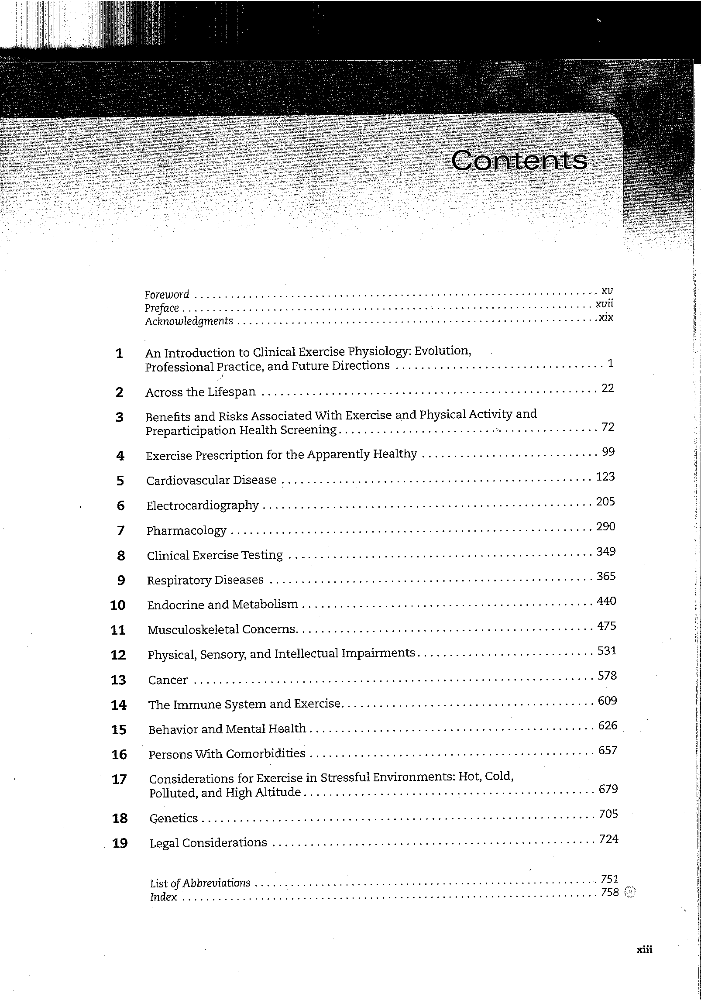 Contents
Foreword . . . . . . . . . . . . . . . . . . . . xv
Preface . . . . . . . . . . . . . . . . . . . . xvii
Acknowledgments . . . . . . . . . . . . . . . . . . . . xix
1 An Introduction to Clinical Exercise Physiology: Evolution,
Professional Practice, and Future Directions . . . . . . . . . . . . . . . . . . . . 1
2 Across the Lifespan . . . . . . . . . . . . . . . . . . . . 22
3 Benefits and Risks Associated With Exercise and Physical Activity and
Preparticipation Health Screening. . . . . . . . . . . . . . . . . . . . 72
4 Exercise Prescription for the Apparently Healthy . . . . . . . . . . . . . . . . . . . . 99
5 Cardiovascular Disease . . . . . . . . . . . . . . . . . . . . 123
6 Electrocardiography . . . . . . . . . . . . . . . . . . . . 205
7 Pharmacology . . . . . . . . . . . . . . . . . . . . 290
8 Clinical Exercise Testing . . . . . . . . . . . . . . . . . . . . 349
9 Respiratory Diseases . . . . . . . . . . . . . . . . . . . . 365
10 Endocrine and Metabolism . . . . . . . . . . . . . . . . . . . . 440
11 Musculoskeletal Concerns. . . . . . . . . . . . . . . . . . . . 475
12 Physical, Sensory, and Intellectual Impairments. . . . . . . . . . . . . . . . . . . . 531
13 Cancer . . . . . . . . . . . . . . . . . . . . 578
14 The Immune System and Exercise. . . . . . . . . . . . . . . . . . . . 609
15 Behavior and Mental Health . . . . . . . . . . . . . . . . . . . . 626
16 Persons With Comorbidities . . . . . . . . . . . . . . . . . . . . 657
17 Considerations for Exercise in Stressful Environments: Hot, Cold,
Polluted, and High Altitude . . . . . . . . . . . . . . . . . . . . 679
18 Genetics . . . . . . . . . . . . . . . . . . . . 705
19 Legal Considerations . . . . . . . . . . . . . . . . . . . . 724
List of Abbreviations . . . . . . . . . . . . . . . . . . . . 751
Index . . . . . . . . . . . . . . . . . . . . 758
xiii